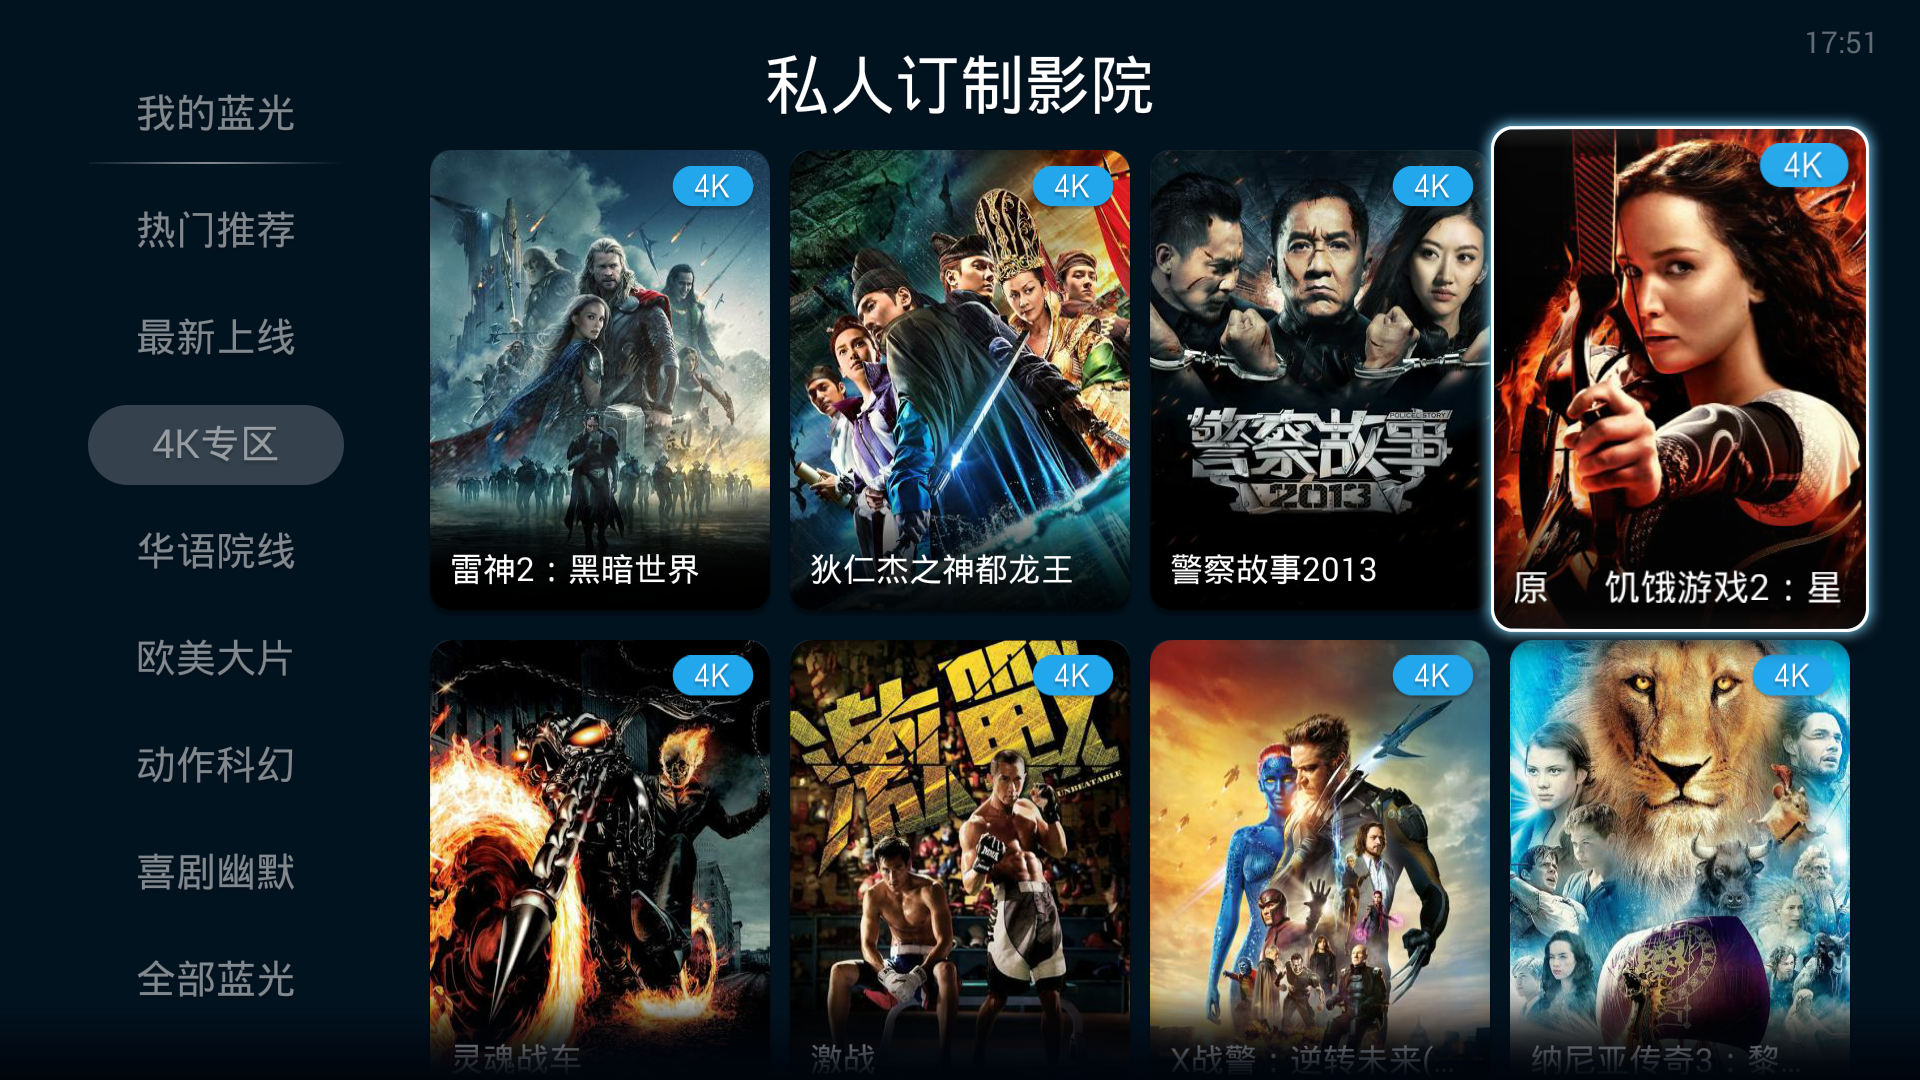 17:51
私人订制影院
我的蓝光
热门推荐
最新上线
4K专区
华语院线
欧美大片
动作科幻
喜剧幽默
全部蓝光
4K
雷神2：黑暗世界
4K
狄仁杰之神都龙王
4K
警察故事
POLICE STORY
2013
警察故事2013
4K
原 饥饿游戏2：星
4K
灵魂战车
4K
激戰
UNBEATABLE
激战
4K
X战警：逆转未来(...
4K
纳尼亚传奇3：黎...